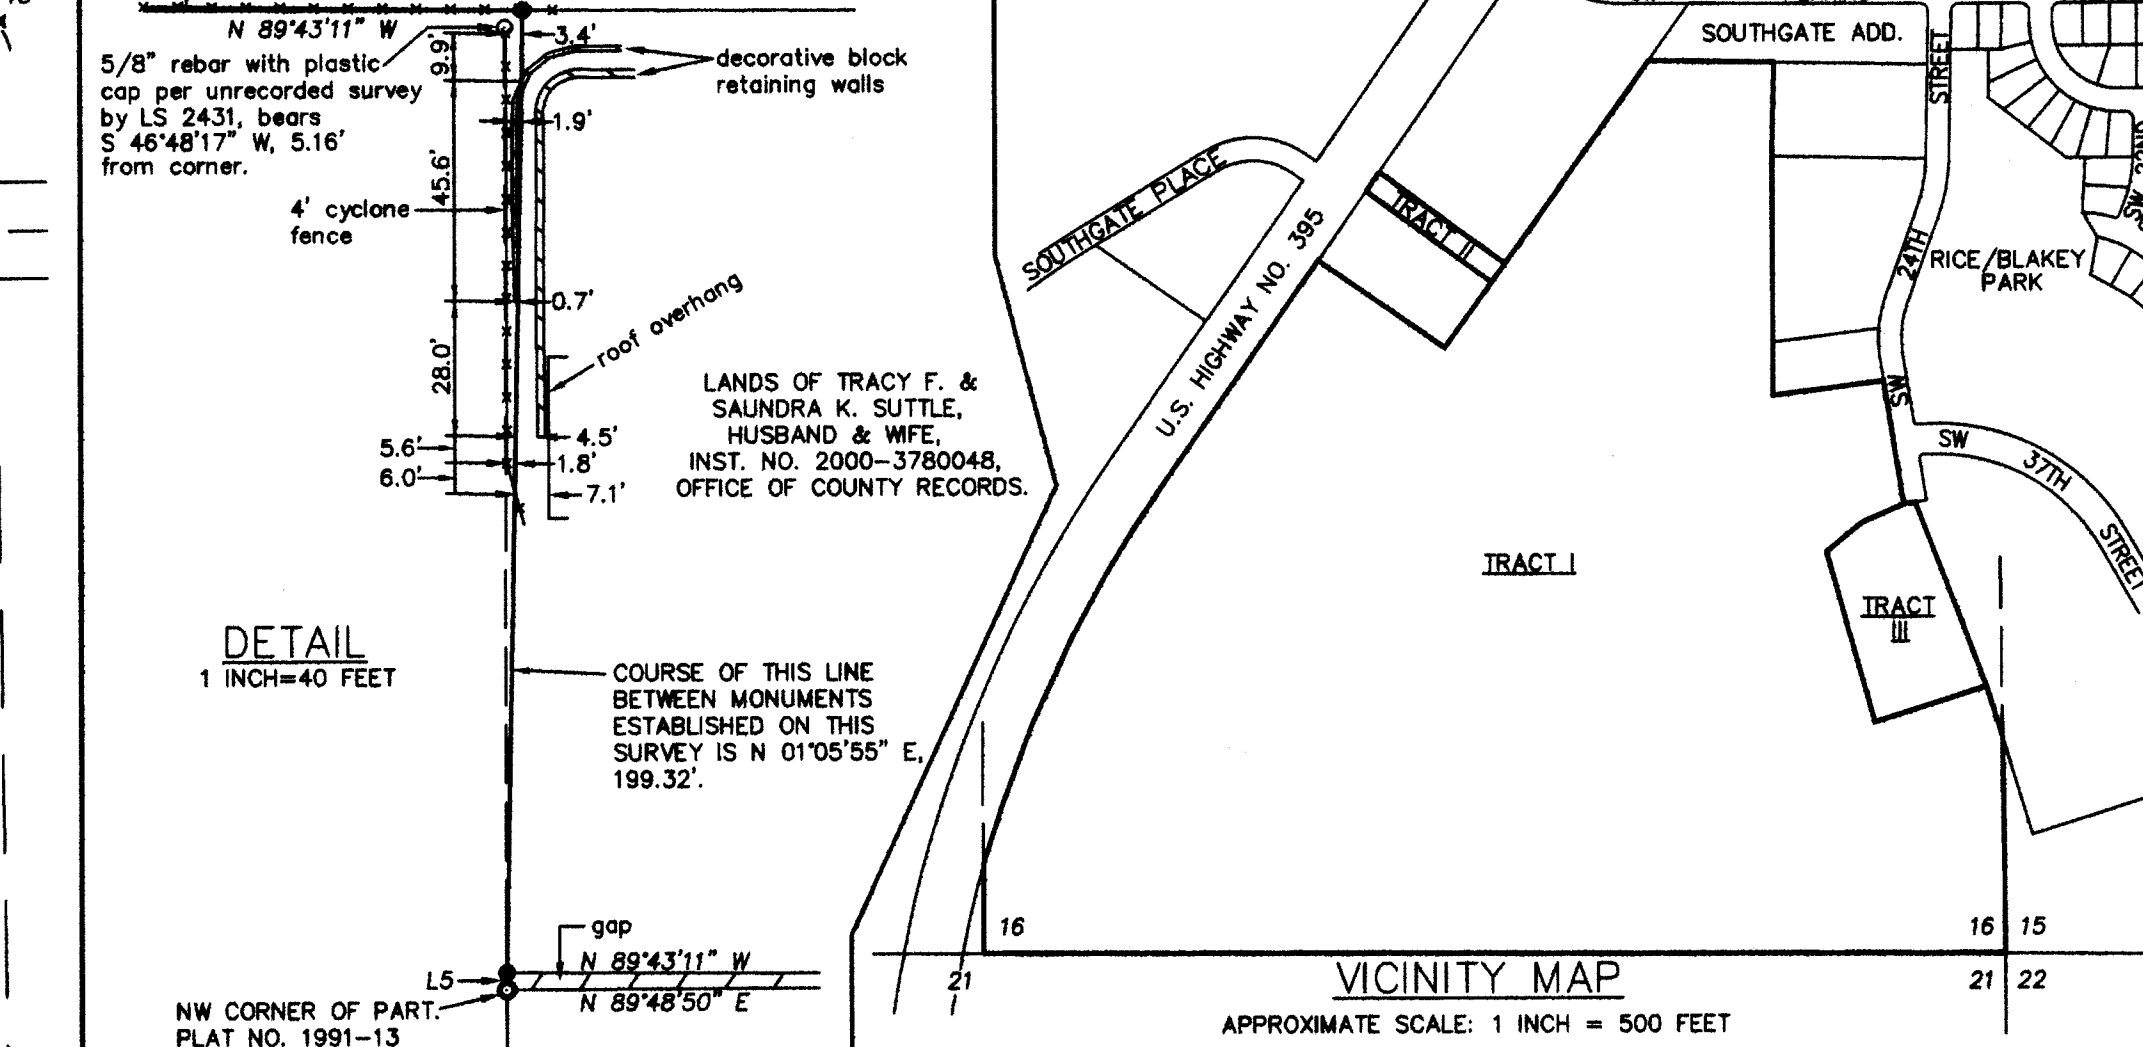 N 89°43'11" W
5/8" rebar with plastic
cap per unrecorded survey
by LS 2431, bears
S 46°48'17" W, 5.16'
from corner.
9.9'
3.4'
decorative block
retaining walls
1.9'
45.6'
4' cyclone
fence
0.7'
roof overhang
28.0'
4.5'
5.6'
1.8'
6.0'
7.1'
LANDS OF TRACY F. &
SAUNDRA K. SUTTLE,
HUSBAND & WIFE,
INST. NO. 2000-3780048,
OFFICE OF COUNTY RECORDS.
DETAIL
1 INCH=40 FEET
COURSE OF THIS LINE
BETWEEN MONUMENTS
ESTABLISHED ON THIS
SURVEY IS N 01°05'55" E,
199.32'.
gap
N 89°43'11" W
L5
N 89°48'50" E
NW CORNER OF PART.
PLAT NO. 1991-13
SOUTHGATE ADD.
STREET
SOUTHGATE PLACE
TRACT II
U.S. HIGHWAY NO. 395
24TH
RICE/BLAKEY
PARK
SW 22ND
SW
SW
37TH
STREET
TRACT I
TRACT
III
16
16
15
21
21
22
VICINITY MAP
APPROXIMATE SCALE: 1 INCH = 500 FEET